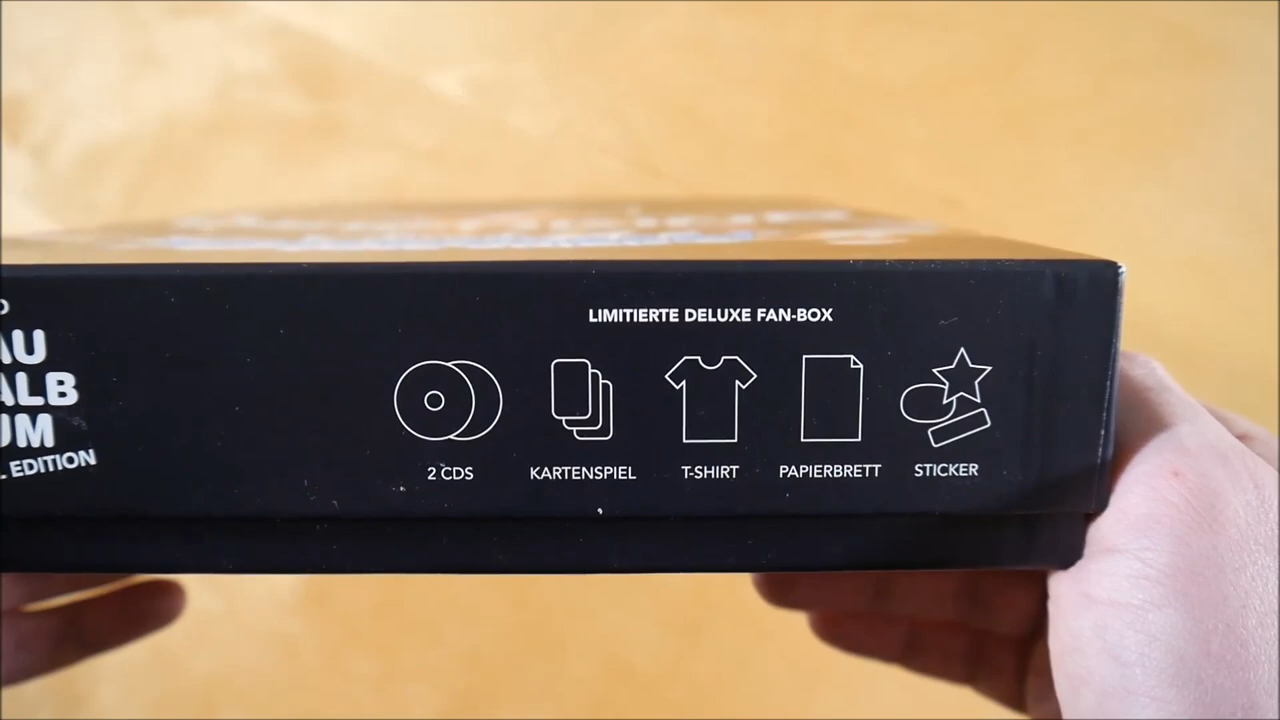 AU
ALB
UM
EDITION
LIMITIERTE DELUXE FAN-BOX
2 CDS
KARTENSPIEL
T-SHIRT
PAPIERBRETT
STICKER